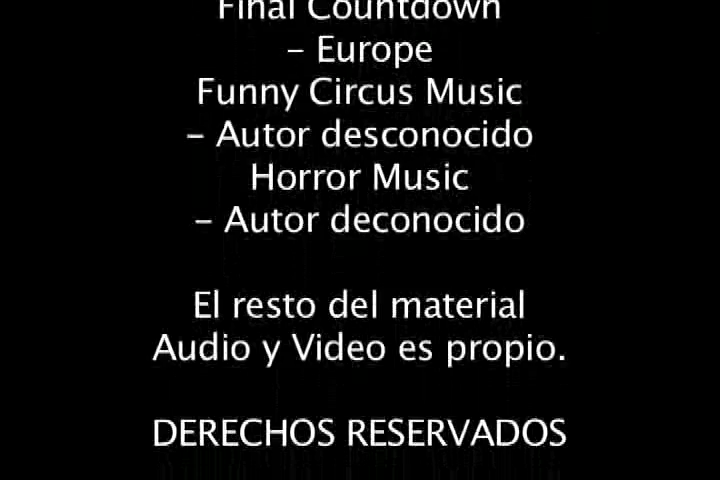 Final Countdown
- Europe
Funny Circus Music
- Autor desconocido
Horror Music
- Autor deconocido
El resto del material
Audio y Video es propio.
DERECHOS RESERVADOS